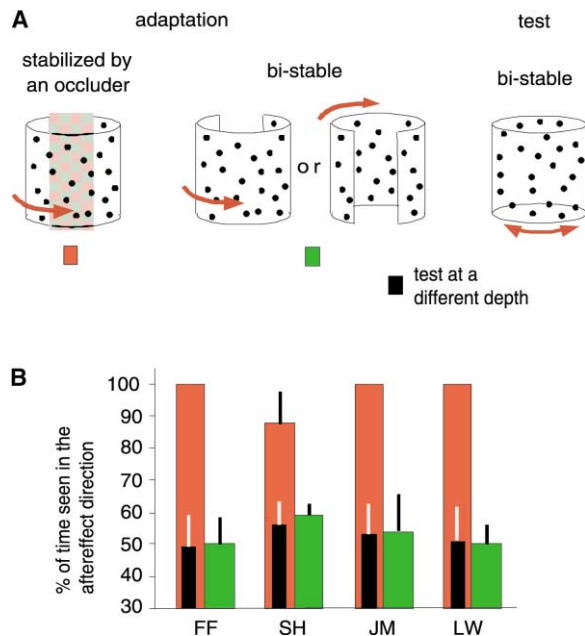 A
adaptation
test
stabilized by
an occluder
bi-stable
bi-stable
or
test at a
different depth
B
% of time seen in the
aftereffect direction
100
90
80
70
60
50
40
30
FF
SH
JM
LW